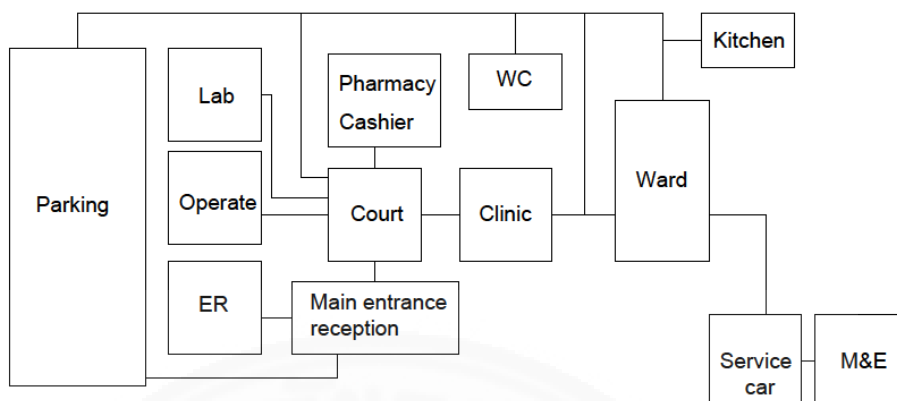 Kitchen
WC
Pharmacy
Cashier
Lab
Ward
Parking
Operate
Court
Clinic
ER
Main entrance
reception
Service
car
M&E